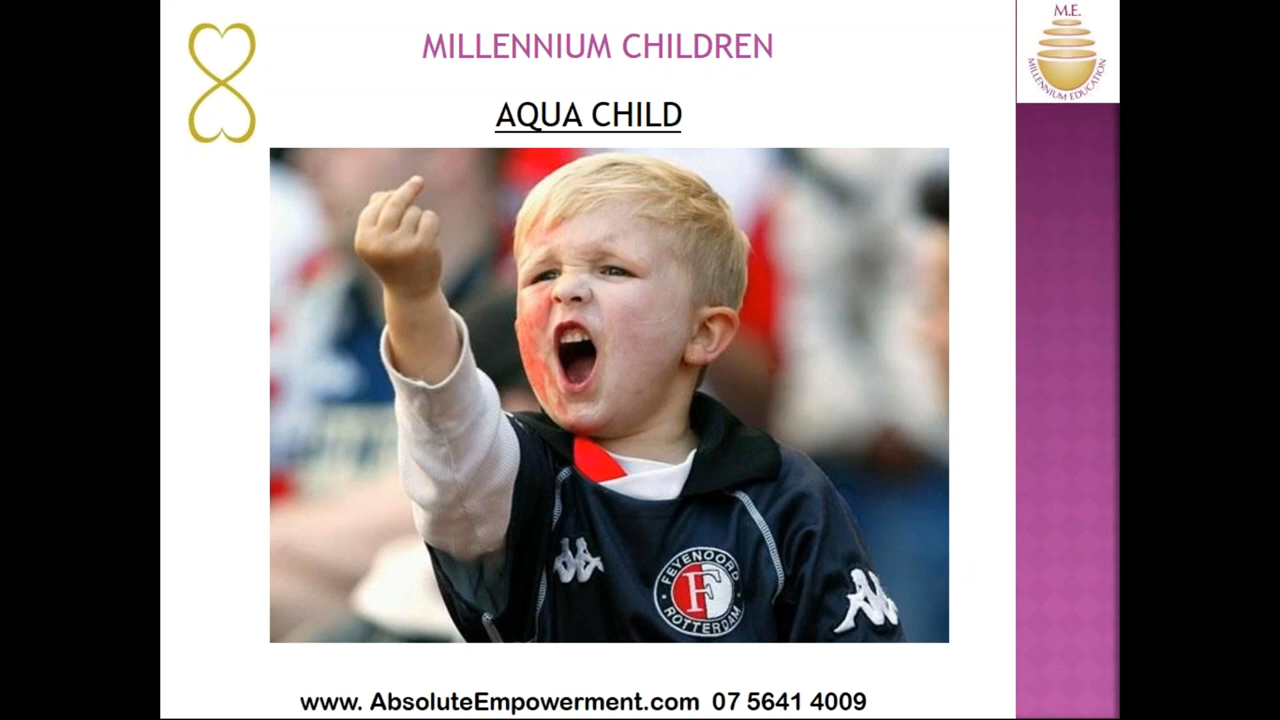 MILLENNIUM CHILDREN
M.E.
MILLENNIUM EDUCATION
AQUA CHILD
FEYENOORD
F
ROTTERDAM
www. AbsoluteEmpowerment.com 07 5641 4009